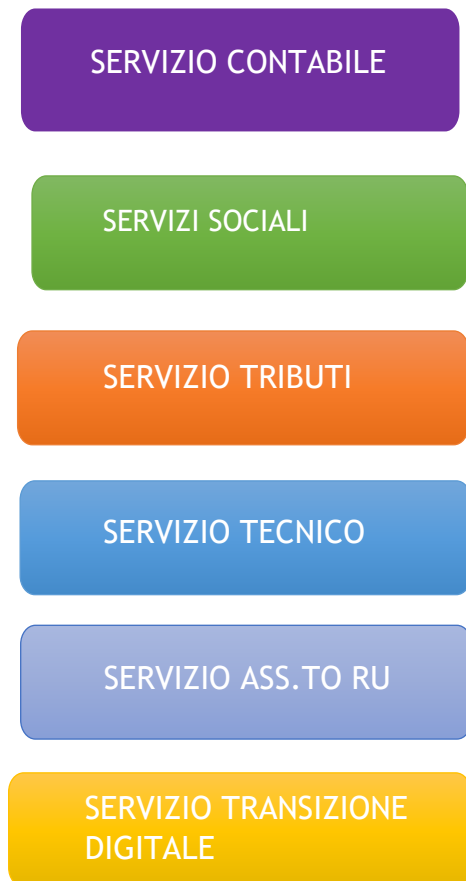 SERVIZIO CONTABILE
SERVIZI SOCIALI
SERVIZIO TRIBUTI
SERVIZIO TECNICO
SERVIZIO ASS.TO RU
SERVIZIO TRANSIZIONE
DIGITALE